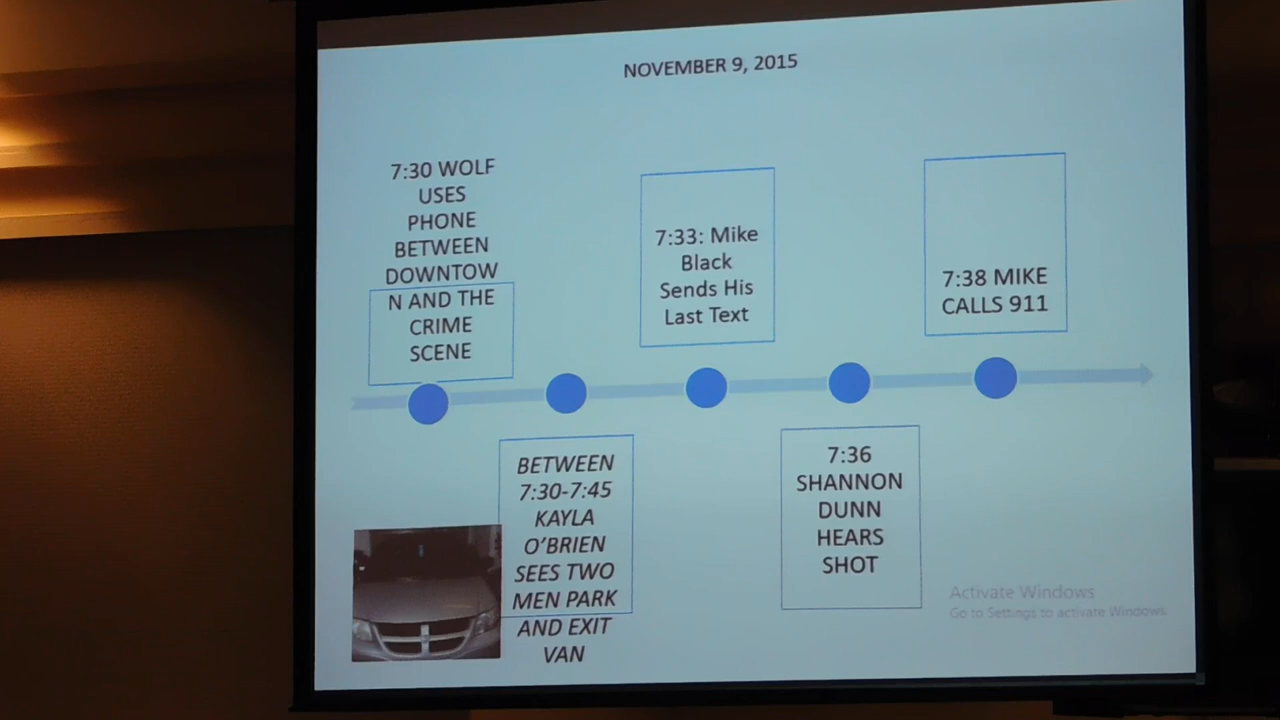 NOVEMBER 9, 2015
7:30 WOLF
USES
PHONE
BETWEEN
DOWNTOW
N AND THE
CRIME
SCENE
BETWEEN
7:30-7:45
KAYLA
O'BRIEN
SEES TWO
MEN PARK
AND EXIT
VAN
7:33: Mike
Black
Sends His
Last Text
7:36
SHANNON
DUNN
HEARS
SHOT
7:38 MIKE
CALLS 911
Activate Windows
Go to Settings to activate Windows.